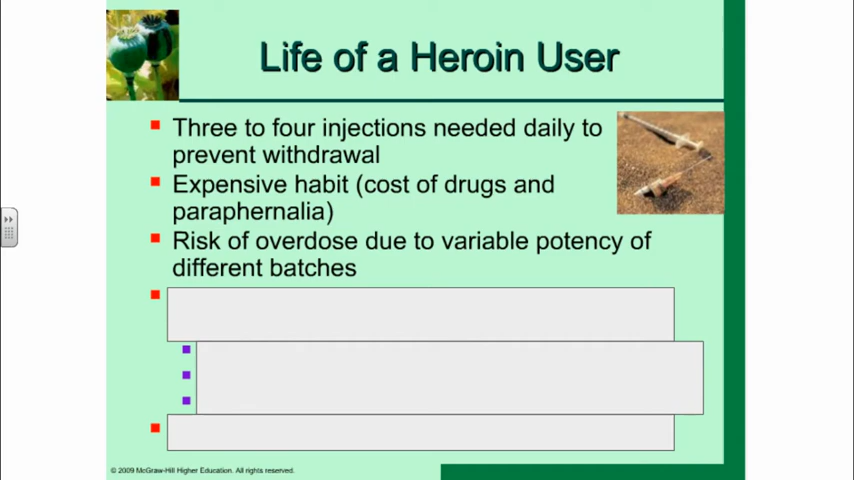 Life of a Heroin User
Three to four injections needed daily to
prevent withdrawal
Expensive habit (cost of drugs and
paraphernalia)
Risk of overdose due to variable potency of
different batches
© 2009 McGraw-Hill Higher Education. All rights reserved.